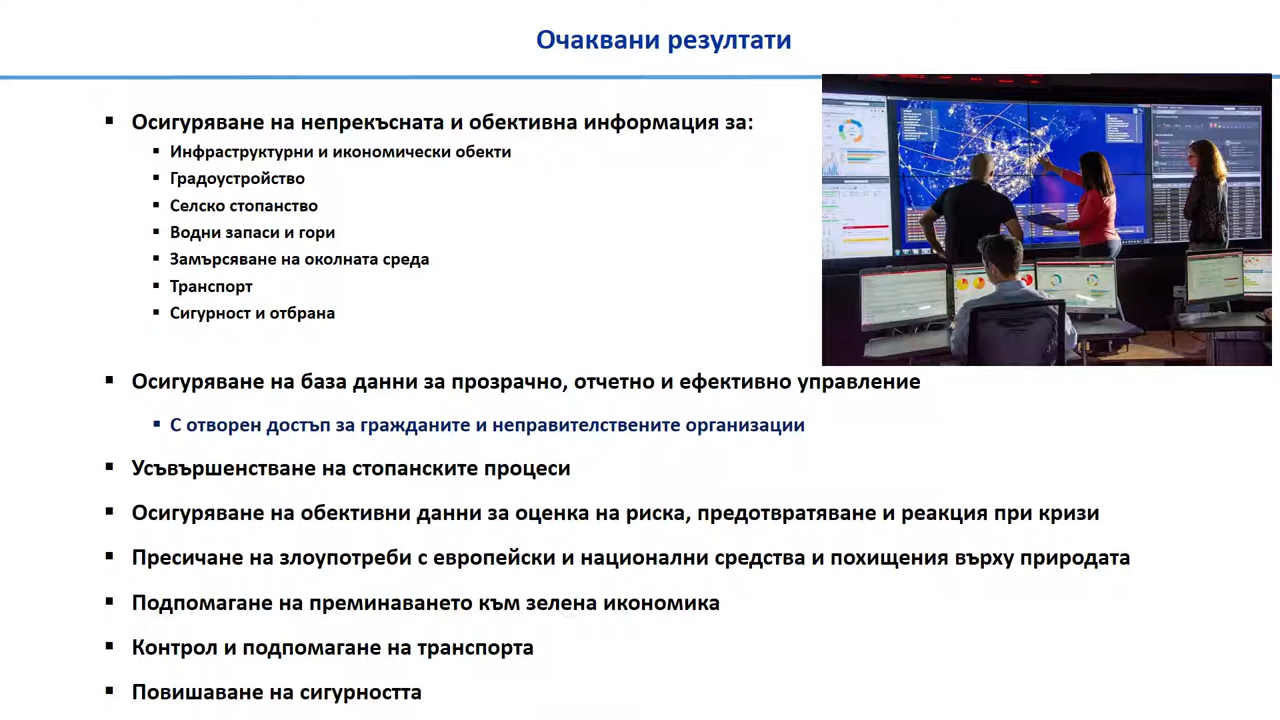 Очаквани резултати
▪ Осигуряване на непрекъсната и обективна информация за:
▪ Инфраструктурни и икономически обекти
▪ Градоустройство
▪ Селско стопанство
▪ Водни запаси и гори
▪ Замърсяване на околната среда
▪ Транспорт
▪ Сигурност и отбрана
▪ Осигуряване на база данни за прозрачно, отчетно и ефективно управление
▪ С отворен достъп за гражданите и неправителствените организации
▪ Усъвършенстване на стопанските процеси
▪ Осигуряване на обективни данни за оценка на риска, предотвратяване и реакция при кризи
▪ Пресичане на злоупотреби с европейски и национални средства и похищения върху природата
▪ Подпомагане на преминаването към зелена икономика
▪ Контрол и подпомагане на транспорта
▪ Повишаване на сигурността